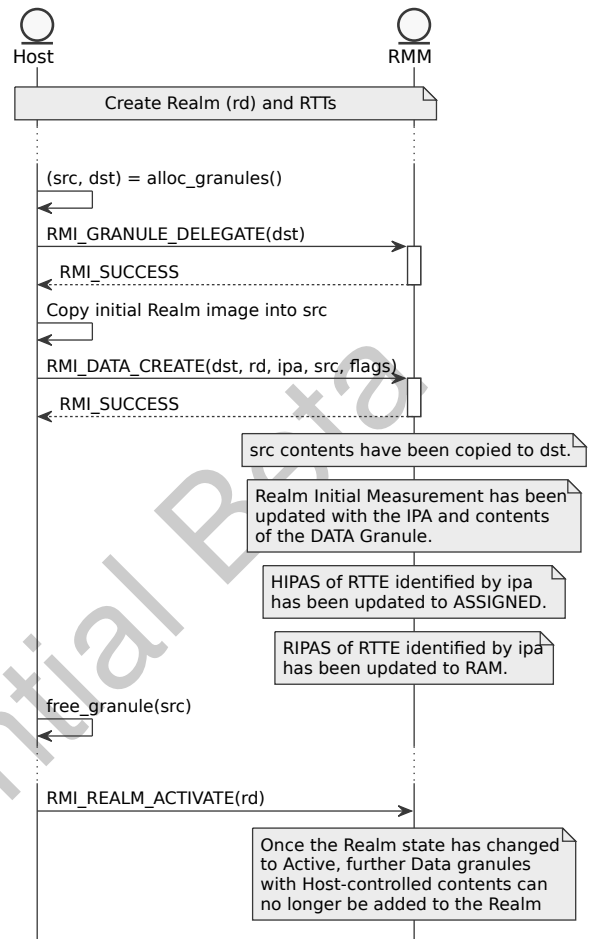 Host
RMM
Create Realm (rd) and RTTs
(src, dst) = alloc_granules()
RMI_GRANULE_DELEGATE(dst)
RMI_SUCCESS
Copy initial Realm image into src
RMI_DATA_CREATE(dst, rd, ipa, src, flags)
RMI_SUCCESS
src contents have been copied to dst.
Realm Initial Measurement has been
updated with the IPA and contents
of the DATA Granule.
HIPAS of RTTE identified by ipa
has been updated to ASSIGNED.
RIPAS of RTTE identified by ipa
has been updated to RAM.
free_granule(src)
RMI_REALM_ACTIVATE(rd)
Once the Realm state has changed
to Active, further Data granules
with Host-controlled contents can
no longer be added to the Realm
ntial Beta